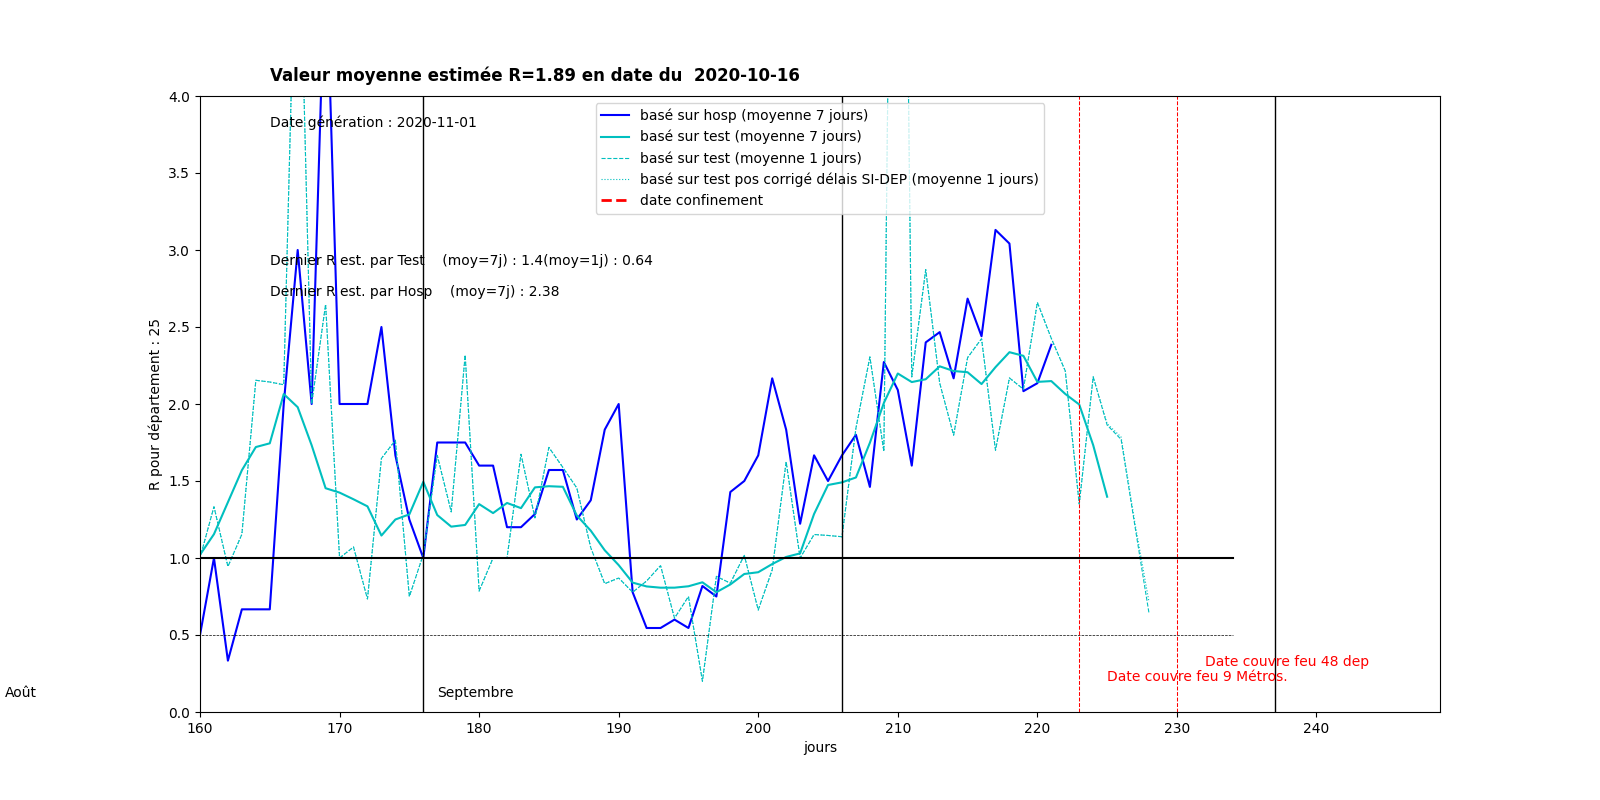 Valeur moyenne estimée R=1.89 en date du  2020-10-16
4.0
Date génération : 2020-11-01
basé sur hosp (moyenne 7 jours)
basé sur test (moyenne 7 jours)
basé sur test (moyenne 1 jours)
basé sur test pos corrigé délais SI-DEP (moyenne 1 jours)
date confinement
3.5
3.0
Dernier R est. par Test    (moy=7j) : 1.4(moy=1j) : 0.64
Dernier R est. par Hosp    (moy=7j) : 2.38
2.5
2.0
1.5
1.0
0.5
0.0
R pour département : 25
Date couvre feu 48 dep
Date couvre feu 9 Métros.
Août
Septembre
160 170 180 190 200 210 220 230 240
jours